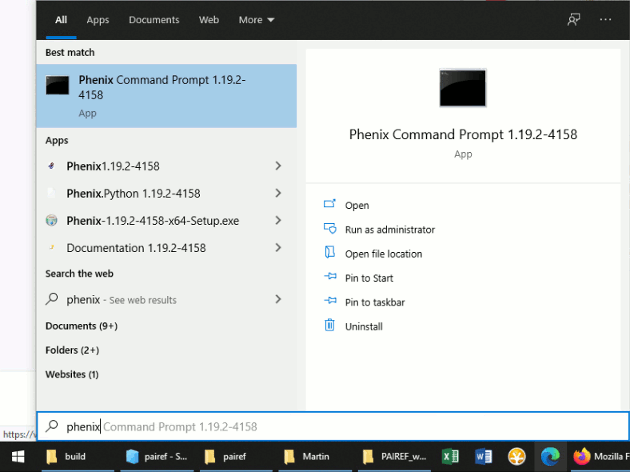 All Apps Documents Web More
Best match
Phenix Command Prompt 1.19.2-
4158
App
Apps
Phenix1.19.2-4158
Phenix.Python 1.19.2-4158
Phenix-1.19.2-4158-x64-Setup.exe
Documentation 1.19.2-4158
Search the web
phenix - See web results
Documents (9+)
Folders (2+)
Websites (1)
Phenix Command Prompt 1.19.2-4158
App
Open
Run as administrator
Open file location
Pin to Start
Pin to taskbar
Uninstall
phenix Command Prompt 1.19.2-4158
https://v
build pairef - S... pairef Martin PAIREF_w... Mozilla F